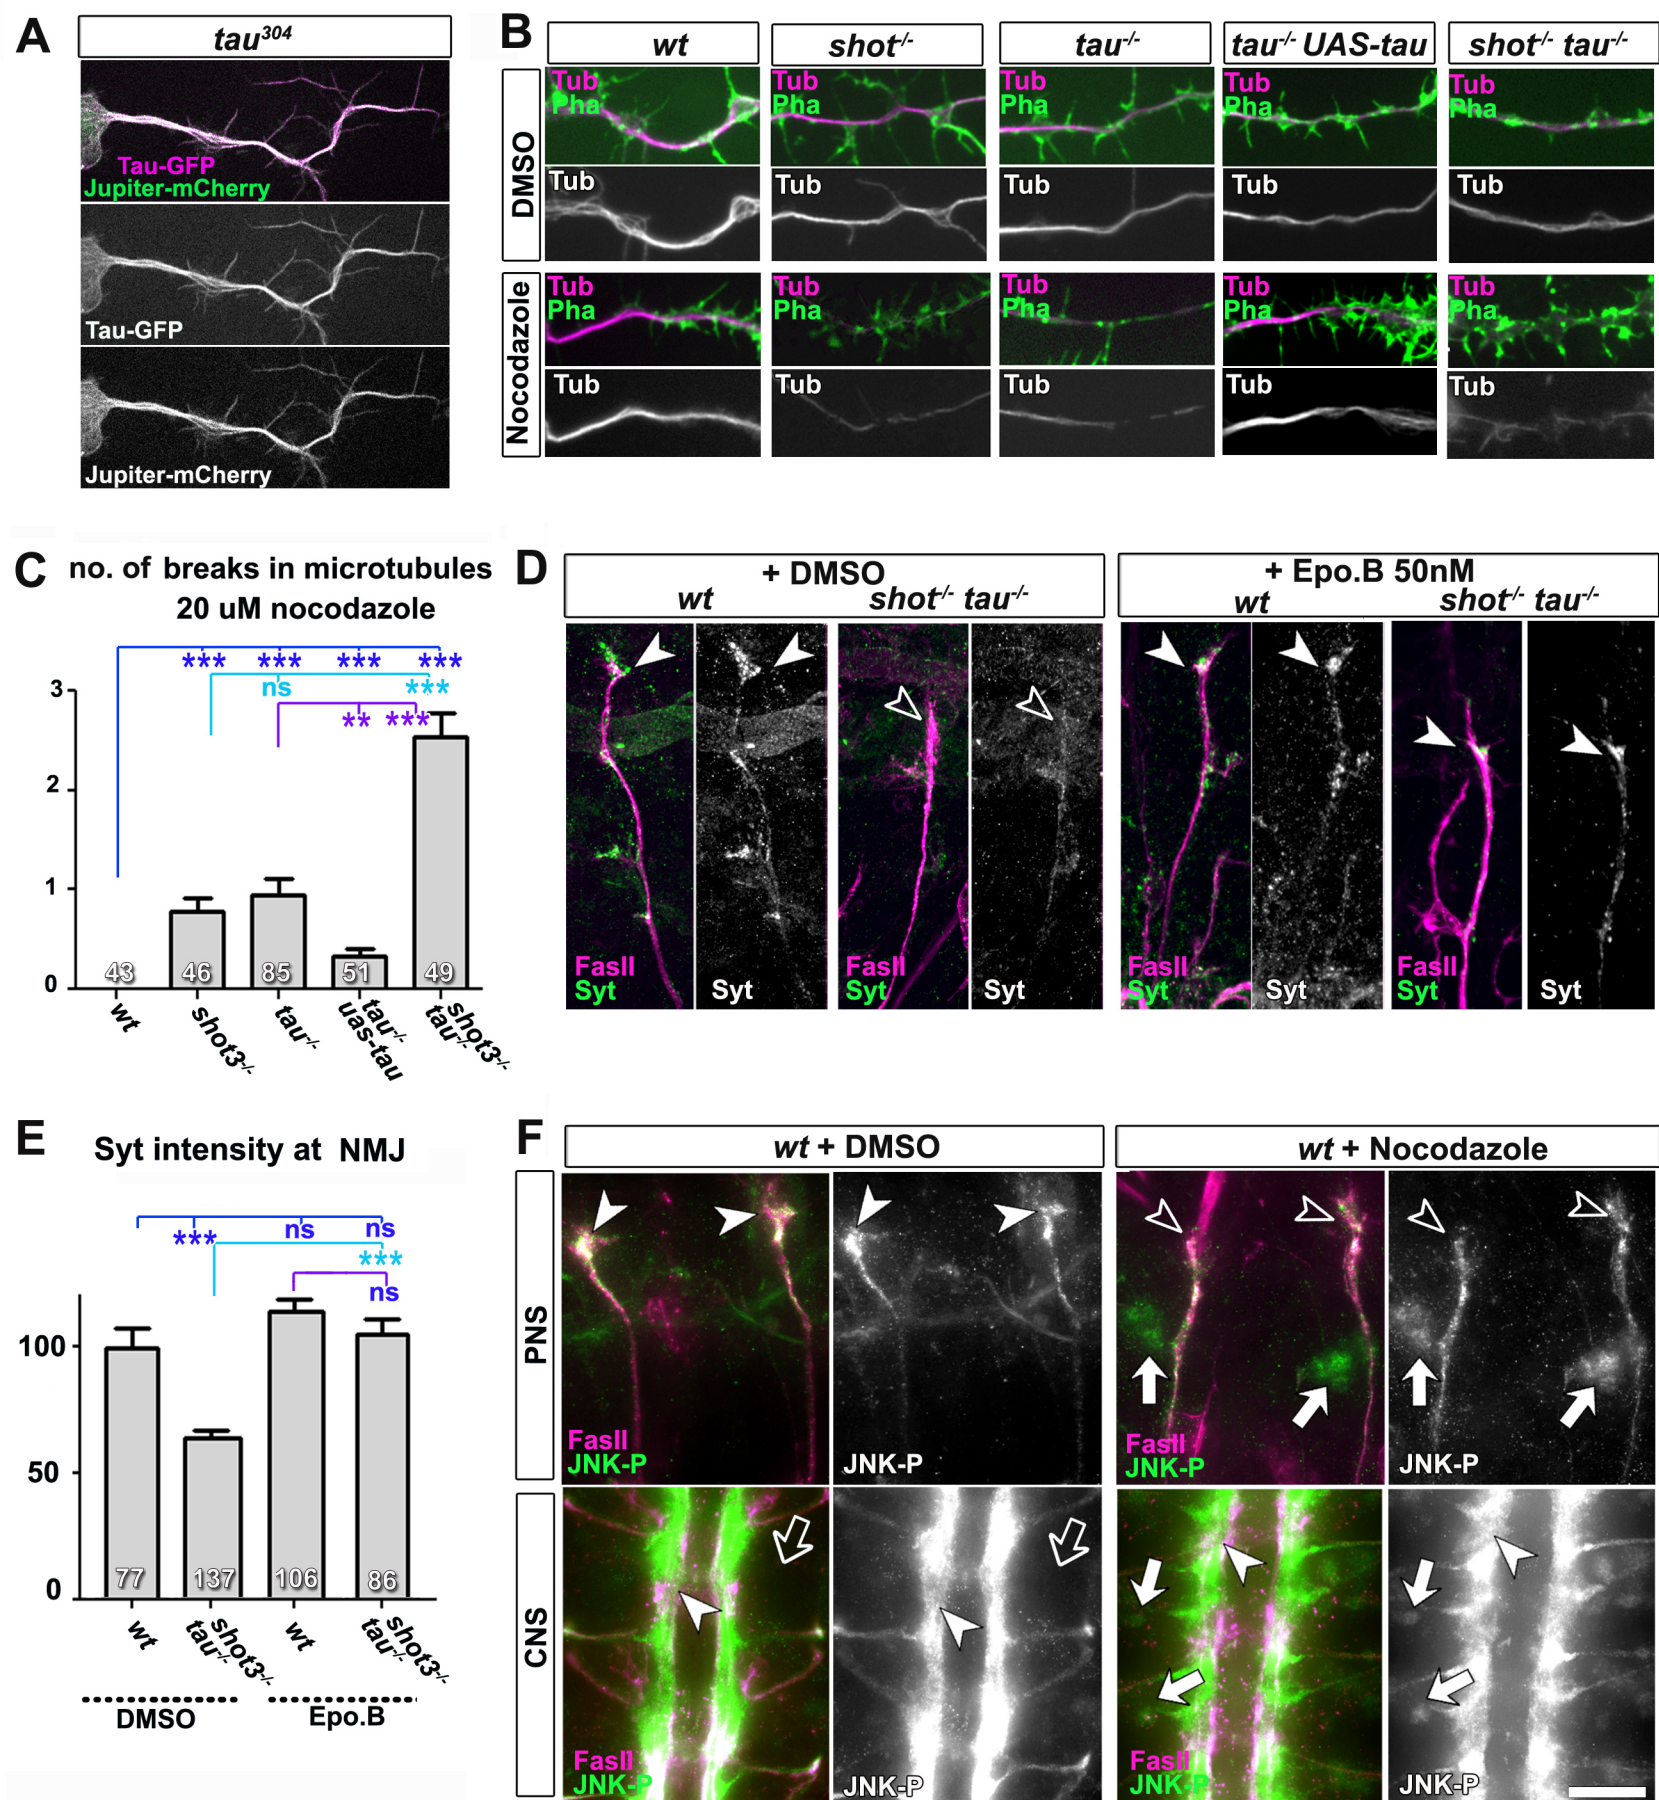 A
tau304
Tau-GFP
Jupiter-mCherry
Tau-GFP
Jupiter-mCherry
B
wt shot-/- tau-/- tau-/- UAS-tau shot-/- tau-/-
DMSO
Tub Tub Tub Tub Tub
Pha Pha Pha Pha Pha
Tub Tub Tub Tub Tub
Nocodazole
Tub Tub Tub Tub Tub
Pha Pha Pha Pha Pha
Tub Tub Tub Tub Tub
C
no. of breaks in microtubules
20 uM nocodazole
*** *** *** ***
ns ***
** ***
3
2
1
0
43 46 85 51 49
wt
shot3-/-
tau-/-
tau-/-
uas-tau
shot3-/-
tau-/-
D
+ DMSO
wt shot-/- tau-/-
+ Epo.B 50nM
wt shot-/- tau-/-
FasII FasII FasII FasII
Syt Syt Syt Syt Syt Syt Syt Syt
E
Syt intensity at NMJ
*** ns ns
***
ns
100
50
0
77 137 106 86
wt
shot3-/-
tau-/-
wt
shot3-/-
tau-/-
DMSO
Epo.B
F
wt + DMSO
wt + Nocodazole
PNS
FasII FasII
JNK-P JNK-P JNK-P JNK-P
CNS
FasII FasII
JNK-P JNK-P JNK-P JNK-P